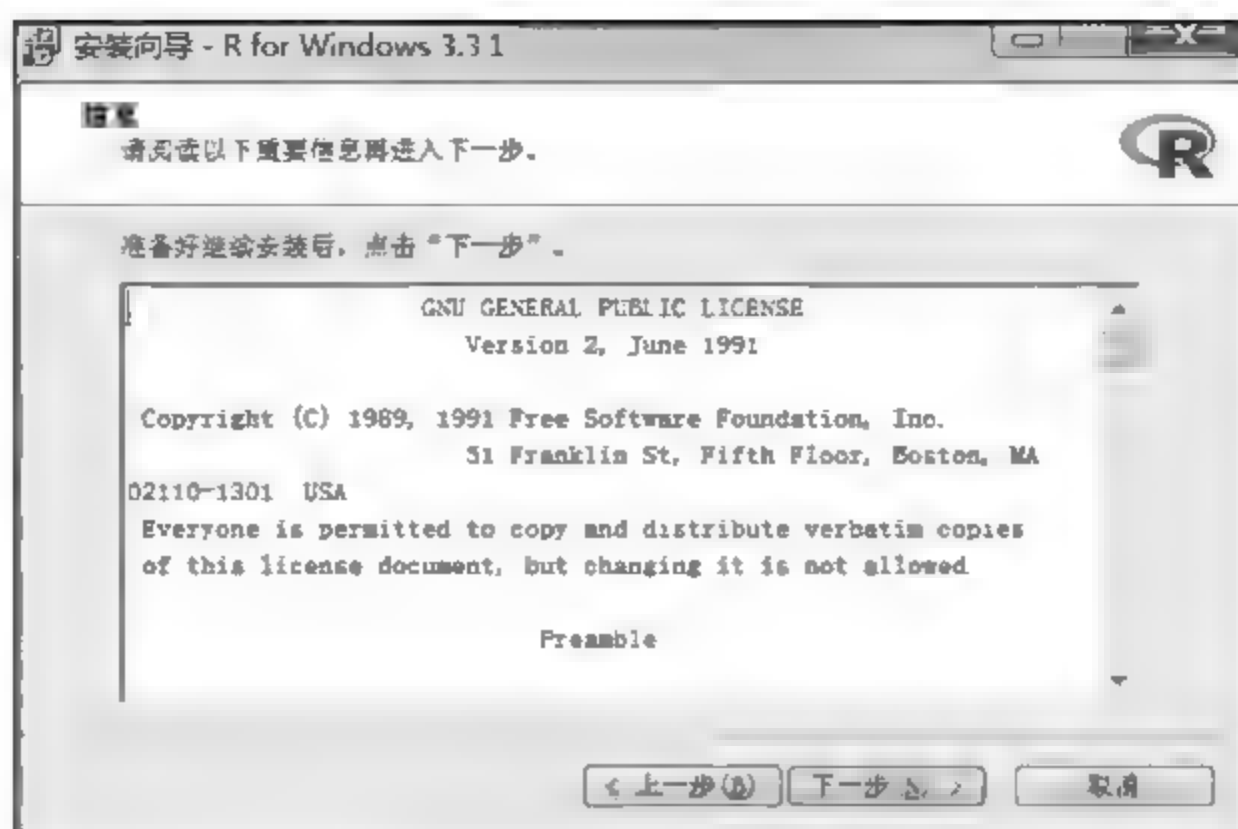 安装向导 - R for Windows 3.3.1
信息
请阅读以下重要信息再进入下一步。
R
准备好继续安装后，点击“下一步”。
GNU GENERAL PUBLIC LICENSE
Version 2, June 1991
Copyright (C) 1989, 1991 Free Software Foundation, Inc.
51 Franklin St, Fifth Floor, Boston, MA
02110-1301 USA
Everyone is permitted to copy and distribute verbatim copies
of this license document, but changing it is not allowed
Preamble
< 上一步(B) 下一步(N) > 取消